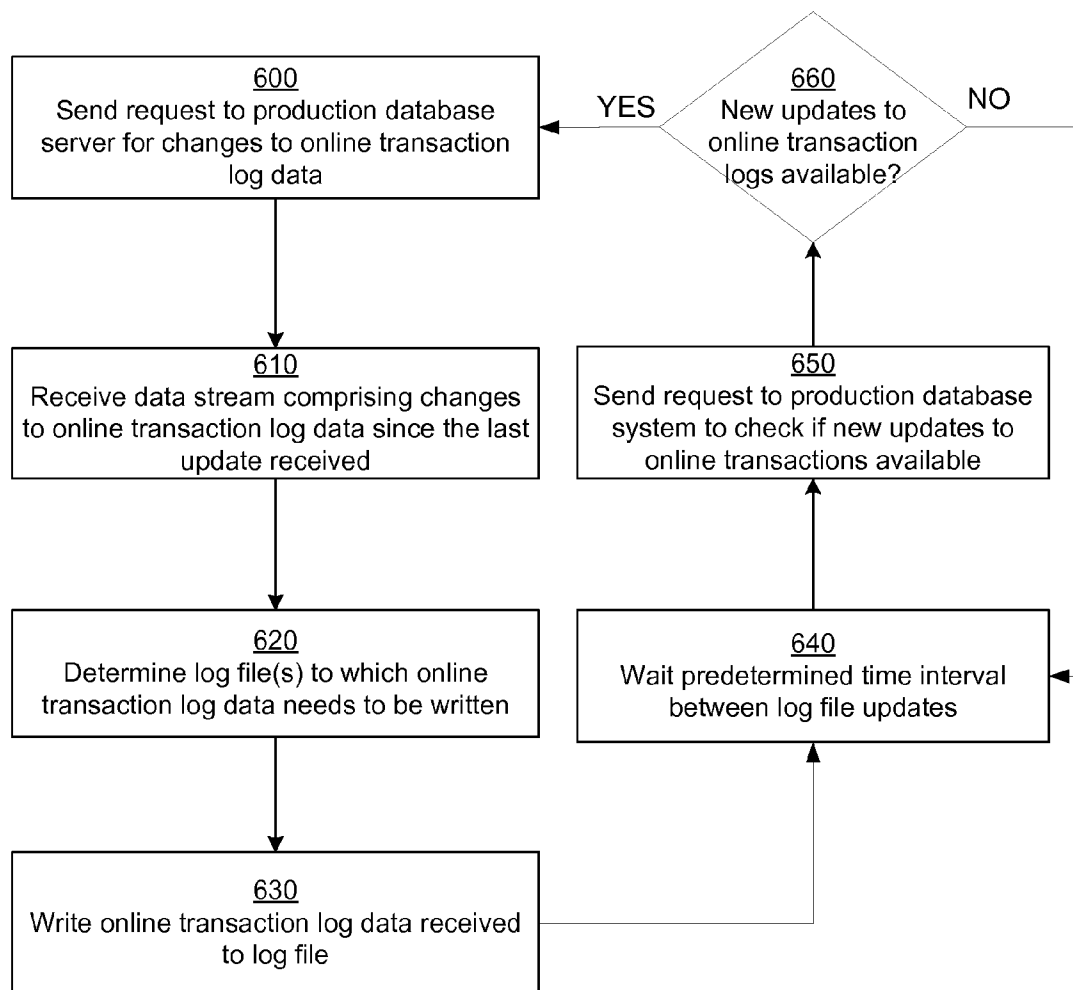 600
Send request to production database
server for changes to online transaction
log data
660
New updates to
online transaction
logs available?
YES
NO
610
Receive data stream comprising changes
to online transaction log data since the last
update received
650
Send request to production database
system to check if new updates to
online transactions available
620
Determine log file(s) to which online
transaction log data needs to be written
640
Wait predetermined time interval
between log file updates
630
Write online transaction log data received
to log file